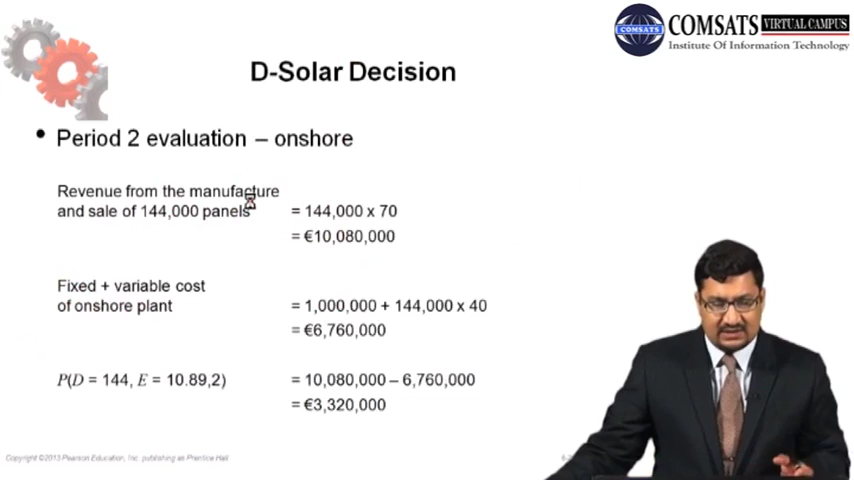 COMSATS VIRTUAL CAMPUS
COMSATS
Institute Of Information Technology
D-Solar Decision
• Period 2 evaluation – onshore
Revenue from the manufacture
and sale of 144,000 panels = 144,000 x 70
= €10,080,000
Fixed + variable cost
of onshore plant = 1,000,000 + 144,000 x 40
= €6,760,000
P(D = 144, E = 10.89,2) = 10,080,000 – 6,760,000
= €3,320,000
Copyright ©2013 Pearson Education, Inc. publishing as Prentice Hall